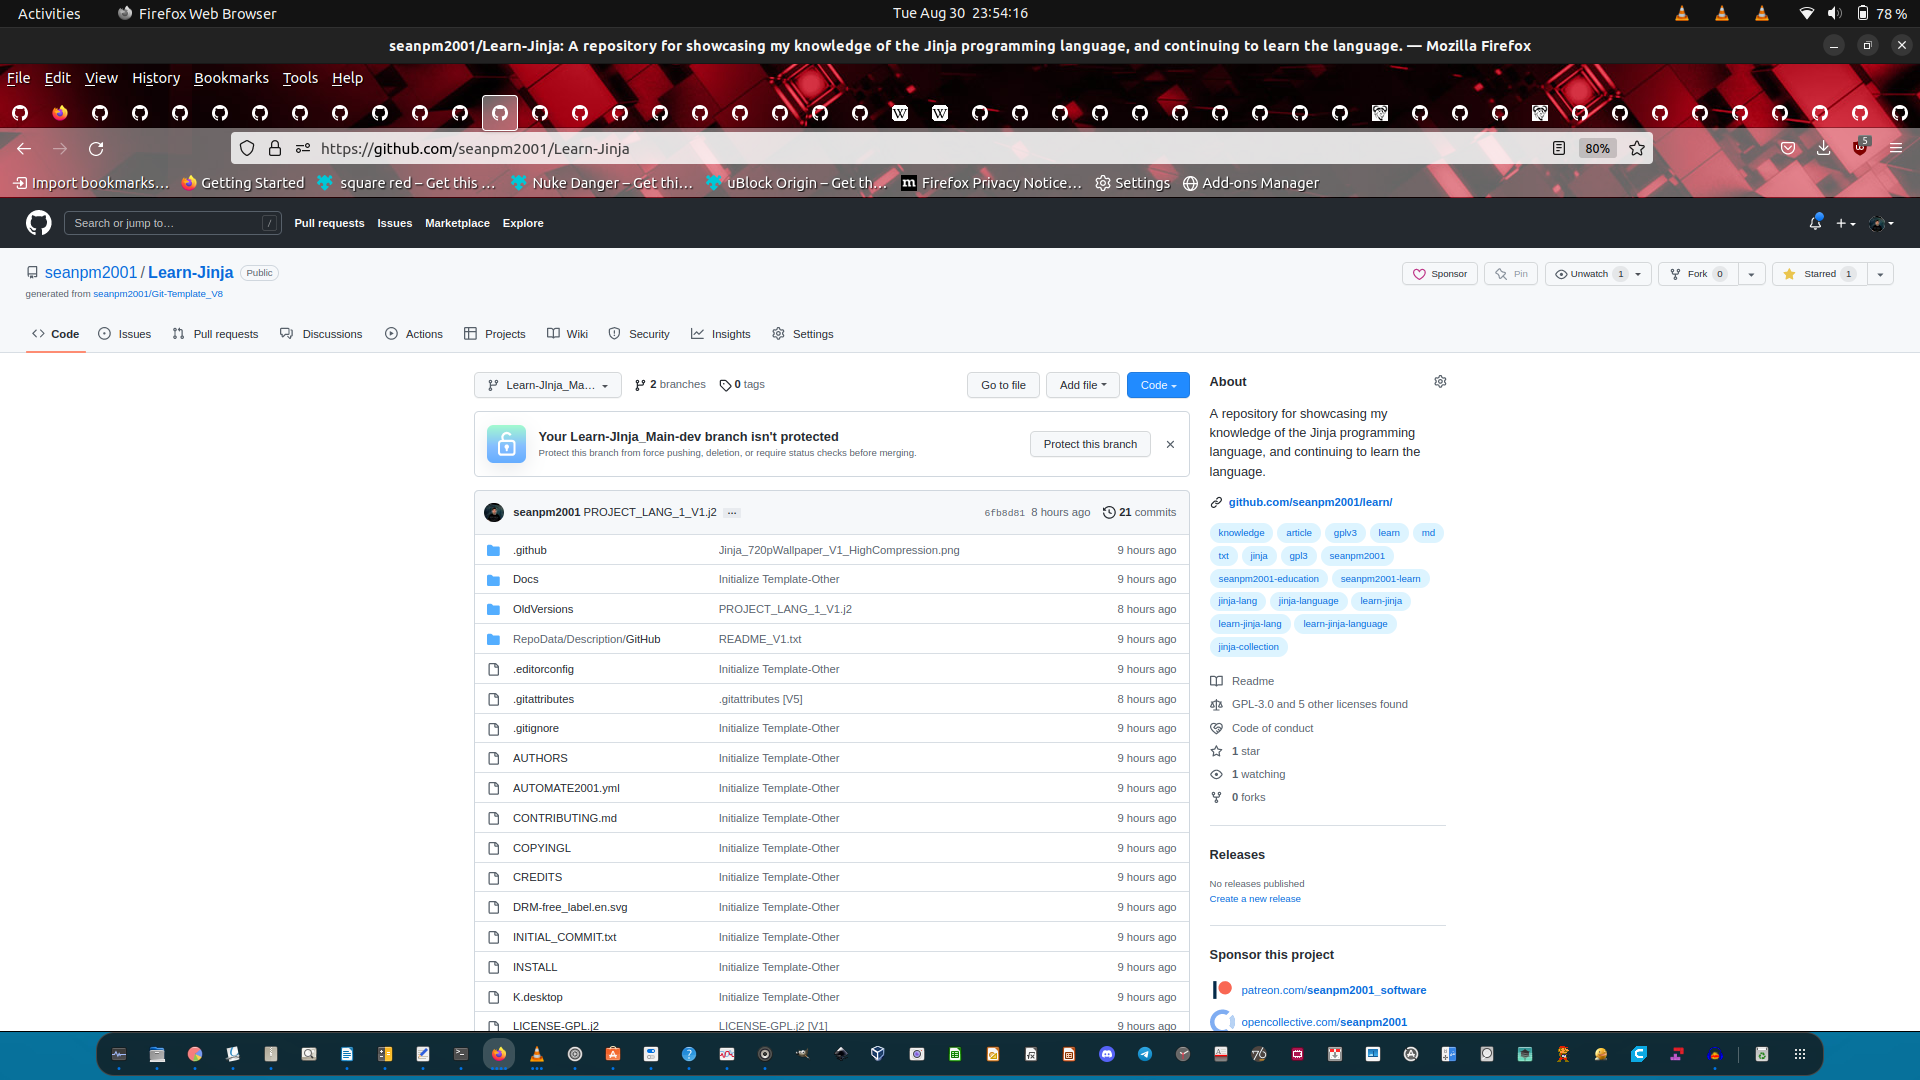 Activities Firefox Web Browser Tue Aug 30 23:54:16 78 %
seanpm2001/Learn-Jinja: A repository for showcasing my knowledge of the Jinja programming language, and continuing to learn the language. — Mozilla Firefox
File Edit View History Bookmarks Tools Help
https://github.com/seanpm2001/Learn-Jinja 80% 5
Import bookmarks… Getting Started square red – Get this … Nuke Danger – Get thi… uBlock Origin – Get th… Firefox Privacy Notice… Settings Add-ons Manager
Search or jump to… / Pull requests Issues Marketplace Explore
seanpm2001 / Learn-Jinja Public Sponsor Pin Unwatch 1 Fork 0 Starred 1
generated from seanpm2001/Git-Template_V8
Code Issues Pull requests Discussions Actions Projects Wiki Security Insights Settings
Learn-JInja_Ma… 2 branches 0 tags Go to file Add file Code
Your Learn-JInja_Main-dev branch isn't protected
Protect this branch from force pushing, deletion, or require status checks before merging.
Protect this branch
seanpm2001 PROJECT_LANG_1_V1.j2 … 6fb8d81 8 hours ago 21 commits
.github Jinja_720pWallpaper_V1_HighCompression.png 9 hours ago
Docs Initialize Template-Other 9 hours ago
OldVersions PROJECT_LANG_1_V1.j2 8 hours ago
RepoData/Description/GitHub README_V1.txt 9 hours ago
.editorconfig Initialize Template-Other 9 hours ago
.gitattributes .gitattributes [V5] 8 hours ago
.gitignore Initialize Template-Other 9 hours ago
AUTHORS Initialize Template-Other 9 hours ago
AUTOMATE2001.yml Initialize Template-Other 9 hours ago
CONTRIBUTING.md Initialize Template-Other 9 hours ago
COPYINGL Initialize Template-Other 9 hours ago
CREDITS Initialize Template-Other 9 hours ago
DRM-free_label.en.svg Initialize Template-Other 9 hours ago
INITIAL_COMMIT.txt Initialize Template-Other 9 hours ago
INSTALL Initialize Template-Other 9 hours ago
K.desktop Initialize Template-Other 9 hours ago
LICENSE-GPL.j2 LICENSE-GPL.j2 [V1] 9 hours ago
About
A repository for showcasing my
knowledge of the Jinja programming
language, and continuing to learn the
language.
github.com/seanpm2001/learn/
knowledge article gplv3 learn md
txt jinja gpl3 seanpm2001
seanpm2001-education seanpm2001-learn
jinja-lang jinja-language learn-jinja
learn-jinja-lang learn-jinja-language
jinja-collection
Readme
GPL-3.0 and 5 other licenses found
Code of conduct
1 star
1 watching
0 forks
Releases
No releases published
Create a new release
Sponsor this project
patreon.com/seanpm2001_software
opencollective.com/seanpm2001